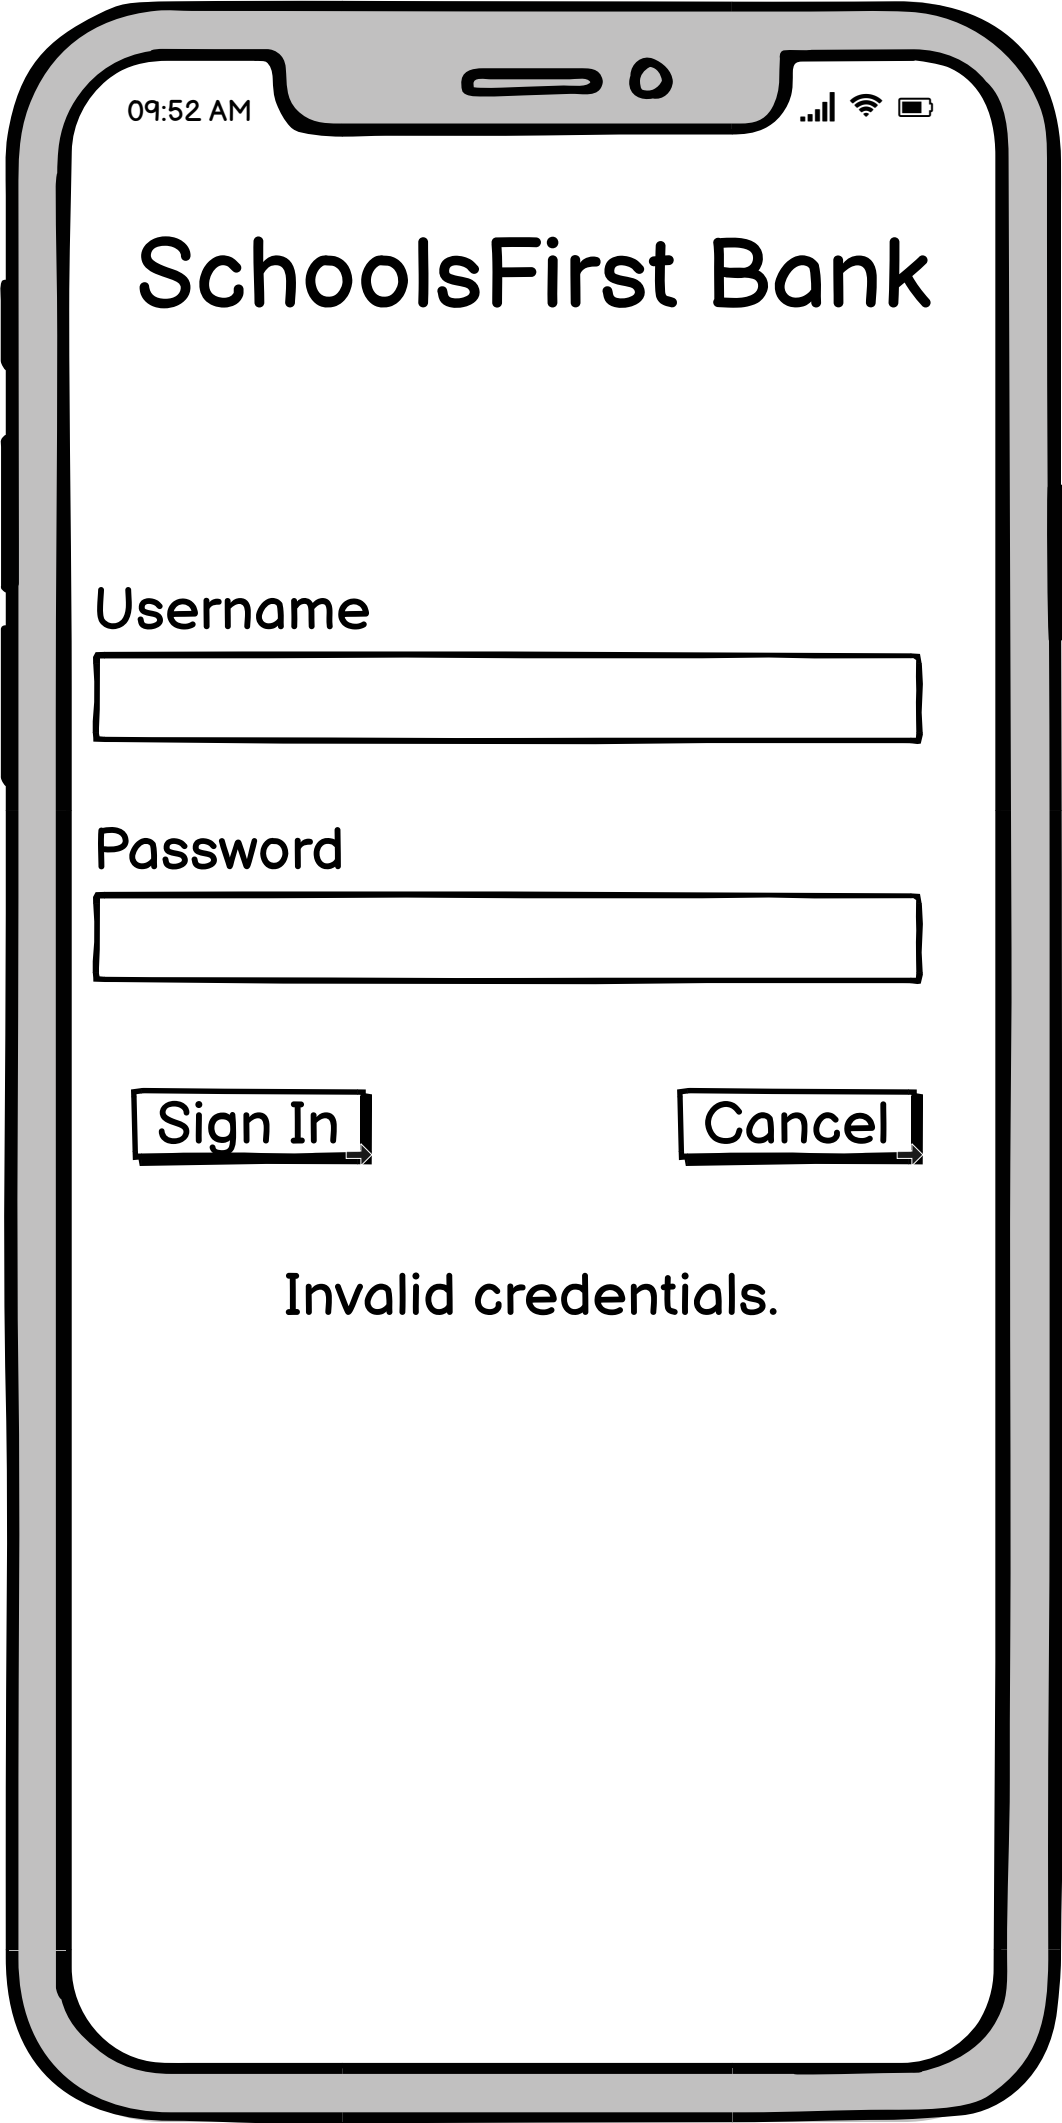 09:52 AM
SchoolsFirst Bank
Username
Password
Sign In
Cancel
Invalid credentials.